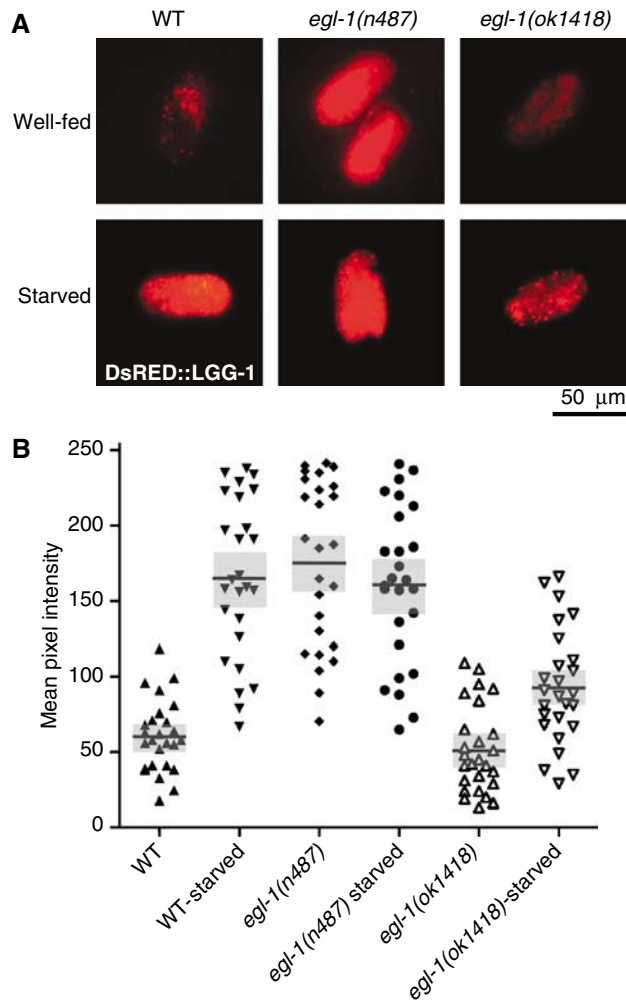 A
WT
egl-1(n487)
egl-1(ok1418)
Well-fed
Starved
DsRED::LGG-1
50 μm
B
Mean pixel intensity
250
200
150
100
50
0
WT
WT-starved
egl-1(n487)
egl-1(n487) starved
egl-1(ok1418)
egl-1(ok1418)-starved